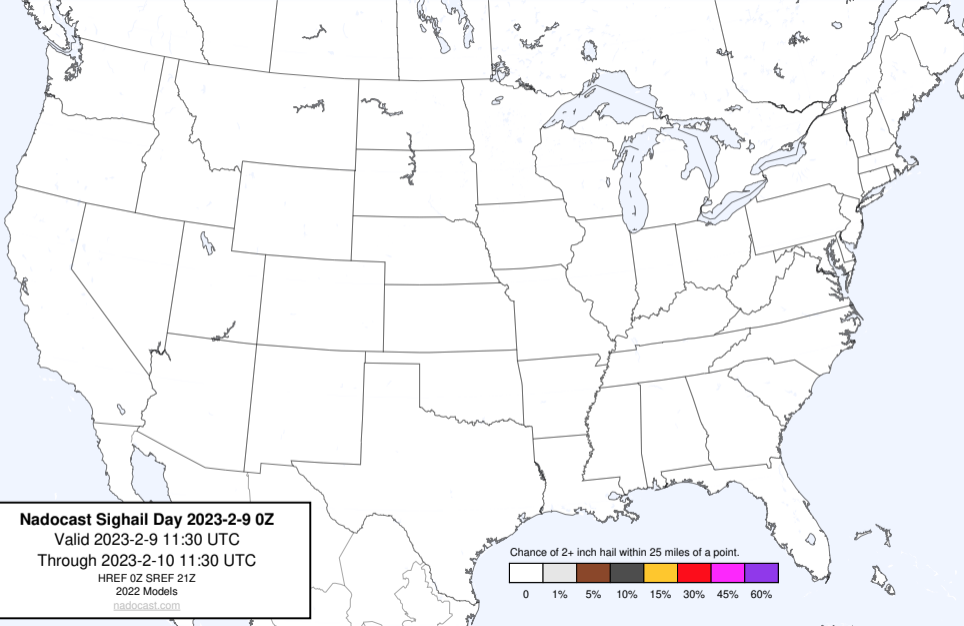 Nadocast Sighail Day 2023-2-9 0Z
Valid 2023-2-9 11:30 UTC
Through 2023-2-10 11:30 UTC
HREF 0Z SREF 21Z
2022 Models
nadocast.com
Chance of 2+ inch hail within 25 miles of a point.
0 1% 5% 10% 15% 30% 45% 60%